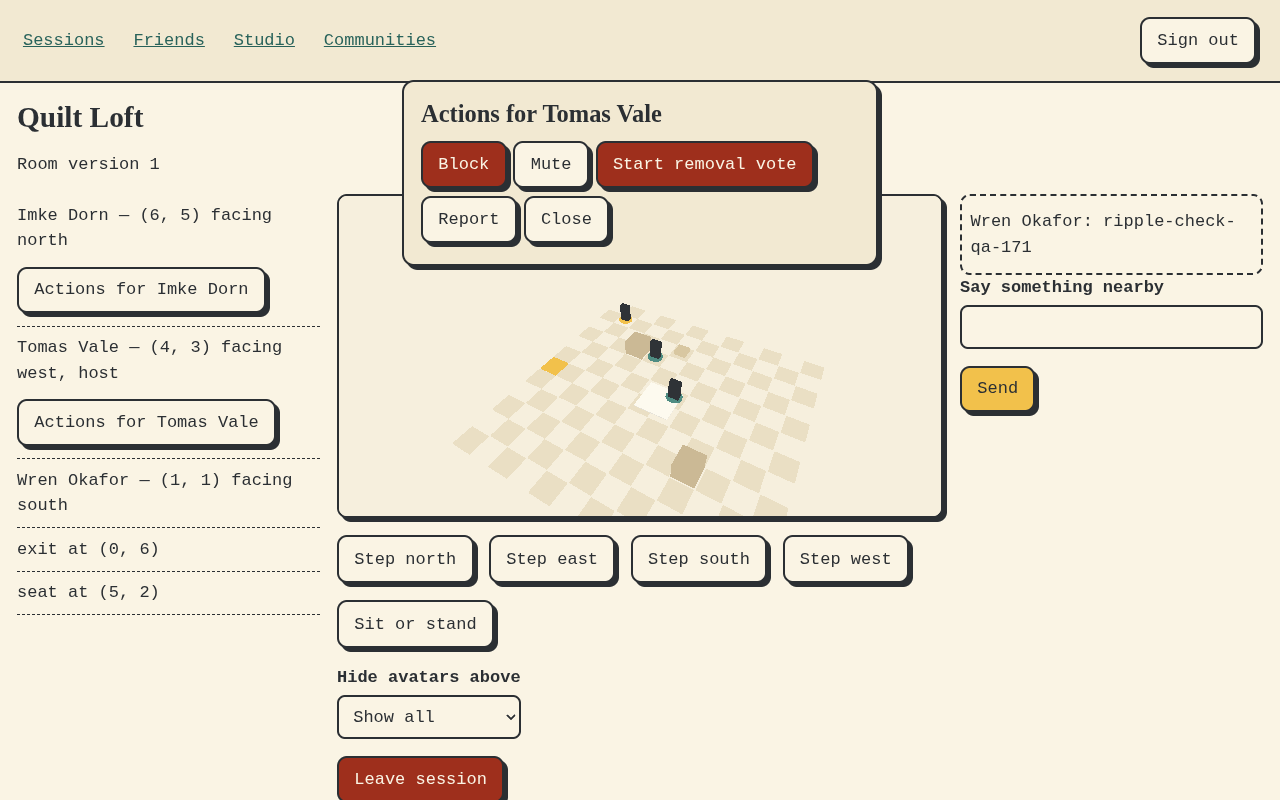 Sessions Friends Studio Communities Sign out
Quilt Loft
Room version 1
Imke Dorn — (6, 5) facing
north
Actions for Imke Dorn
Tomas Vale — (4, 3) facing
west, host
Actions for Tomas Vale
Wren Okafor — (1, 1) facing
south
exit at (0, 6)
seat at (5, 2)
Actions for Tomas Vale
Block Mute Start removal vote
Report Close
Step north Step east Step south Step west
Sit or stand
Hide avatars above
Show all
Leave session
Wren Okafor: ripple-check-
qa-171
Say something nearby
Send